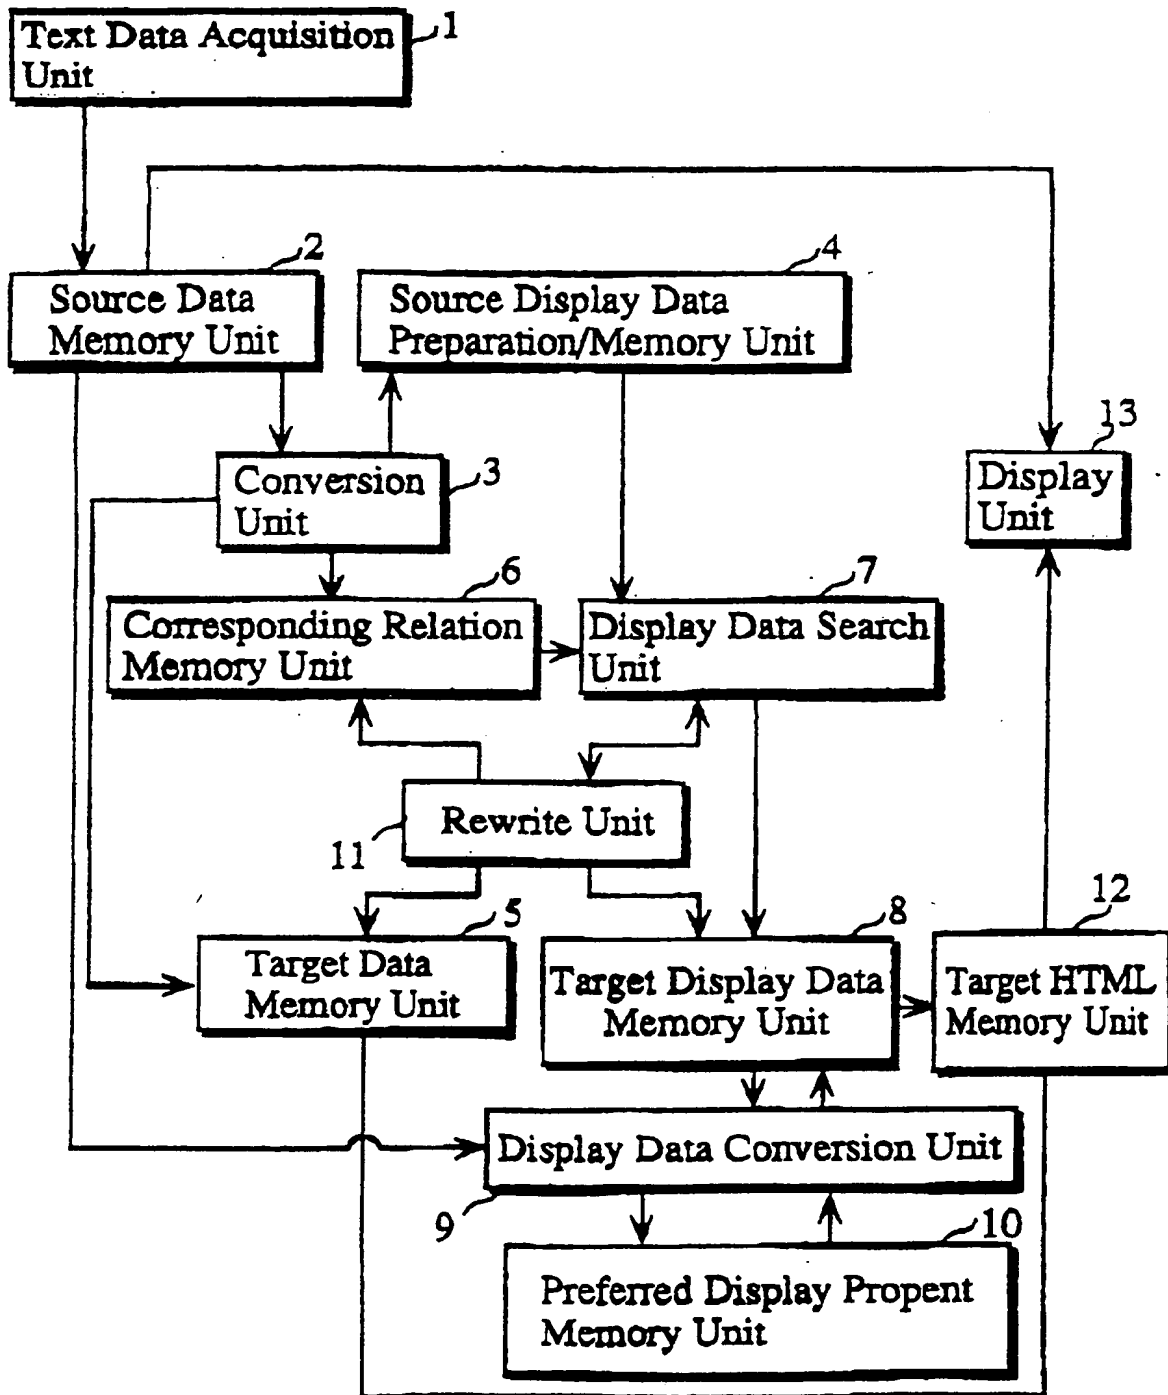 Text Data Acquisition
Unit
1
2
Source Data
Memory Unit
4
Source Display Data
Preparation/Memory Unit
13
Display
Unit
Conversion
Unit
3
6
Corresponding Relation
Memory Unit
7
Display Data Search
Unit
Rewrite Unit
11
5
Target Data
Memory Unit
8
Target Display Data
Memory Unit
12
Target HTML
Memory Unit
Display Data Conversion Unit
9
10
Preferred Display Propent
Memory Unit